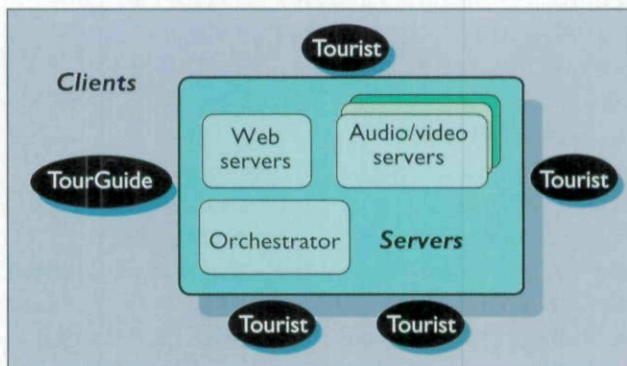 Tourist
Clients
Web
servers
Audio/video
servers
TourGuide
Tourist
Orchestrator
Servers
Tourist
Tourist